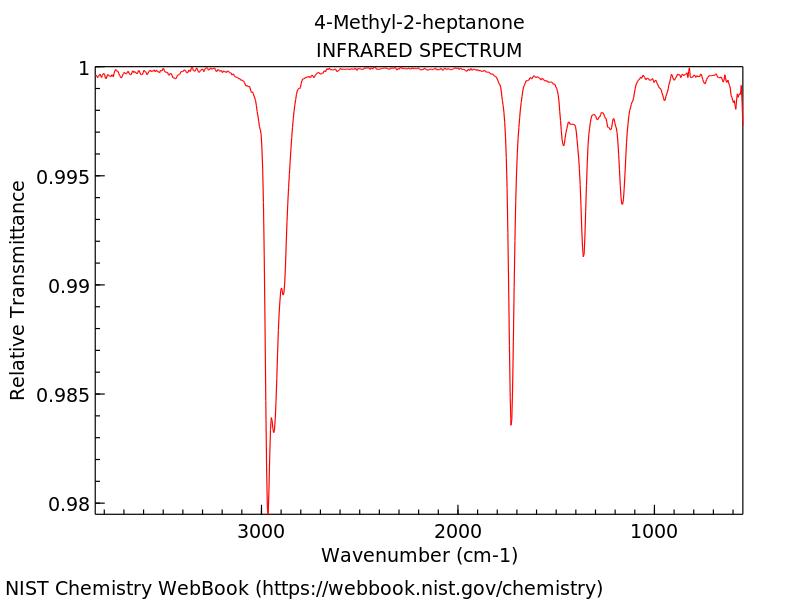 4-Methyl-2-heptanone
INFRARED SPECTRUM
1
0.995
0.99
0.985
0.98
Relative Transmittance
3000
2000
1000
Wavenumber (cm-1)
NIST Chemistry WebBook (https://webbook.nist.gov/chemistry)